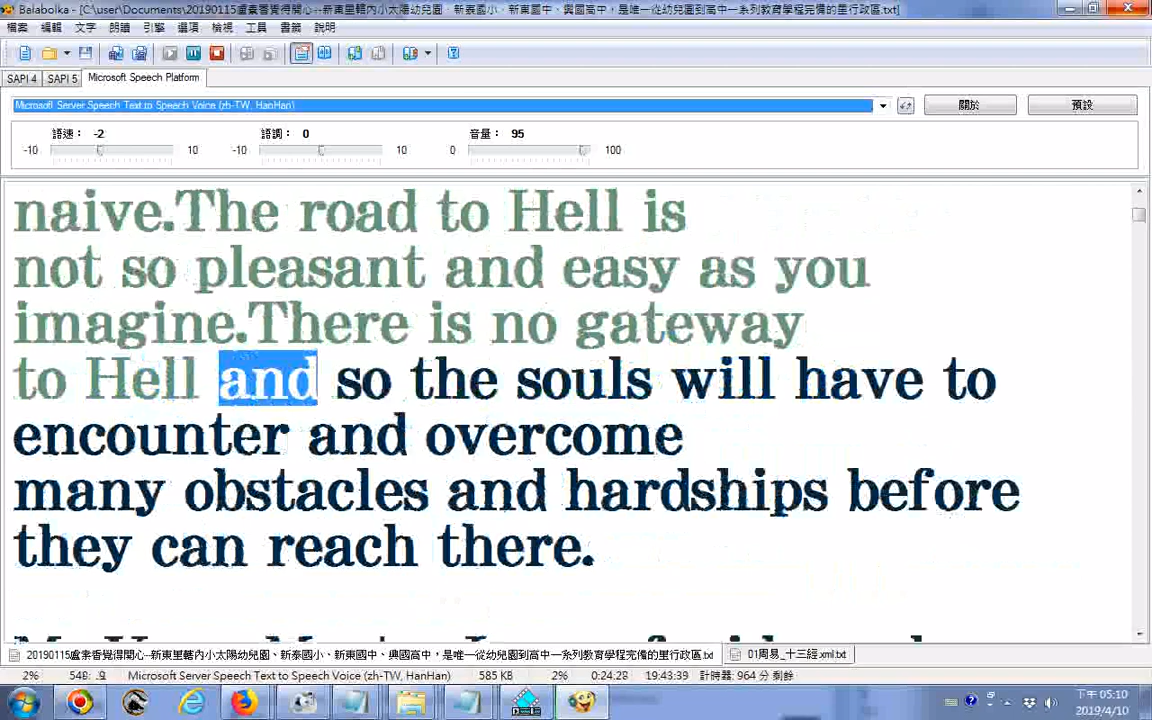 Balabolka - [C:\user\Documents\20190115盧素香覺得開心--新東里轄內小太陽幼兒園、新泰國小、新東國中、興國高中，是唯一從幼兒園到高中一系列教育學程完備的里行政區.txt]
檔案 編輯 文字 朗讀 引擎 選項 檢視 工具 書籤 說明
SAPI 4 SAPI 5 Microsoft Speech Platform
Microsoft Server Speech Text to Speech Voice (zh-TW, HanHan) 關於 預設
語速： -2 語調： 0 音量： 95
-10 10 -10 10 0 100
naive.The road to Hell is
not so pleasant and easy as you
imagine.There is no gateway
to Hell and so the souls will have to
encounter and overcome
many obstacles and hardships before
they can reach there.
20190115盧素香覺得開心--新東里轄內小太陽幼兒園、新泰國小、新東國中、興國高中，是唯一從幼兒園到高中一系列教育學程完備的里行政區.txt 01周易_十三經.xml.txt
2% 548: Microsoft Server Speech Text to Speech Voice (zh-TW, HanHan) 585 KB 2% 0:24:28 19:43:39 計時器: 964 分 剩餘
下午 05:10
2019/4/10